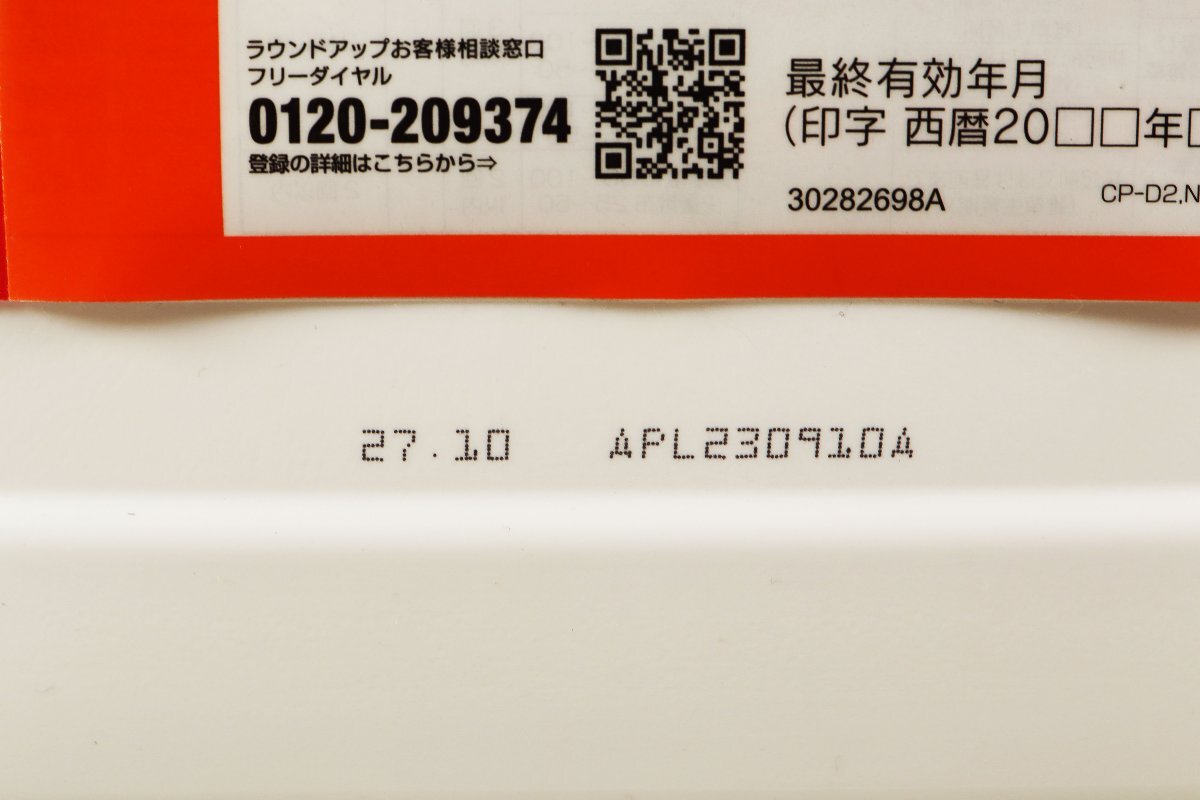 ラウンドアップお客様相談窓口
フリーダイヤル
0120-209374
登録の詳細はこちらから⇒
最終有効年月
(印字 西暦20□□年□
30282698A
CP-D2,N
27.10 APL230910A